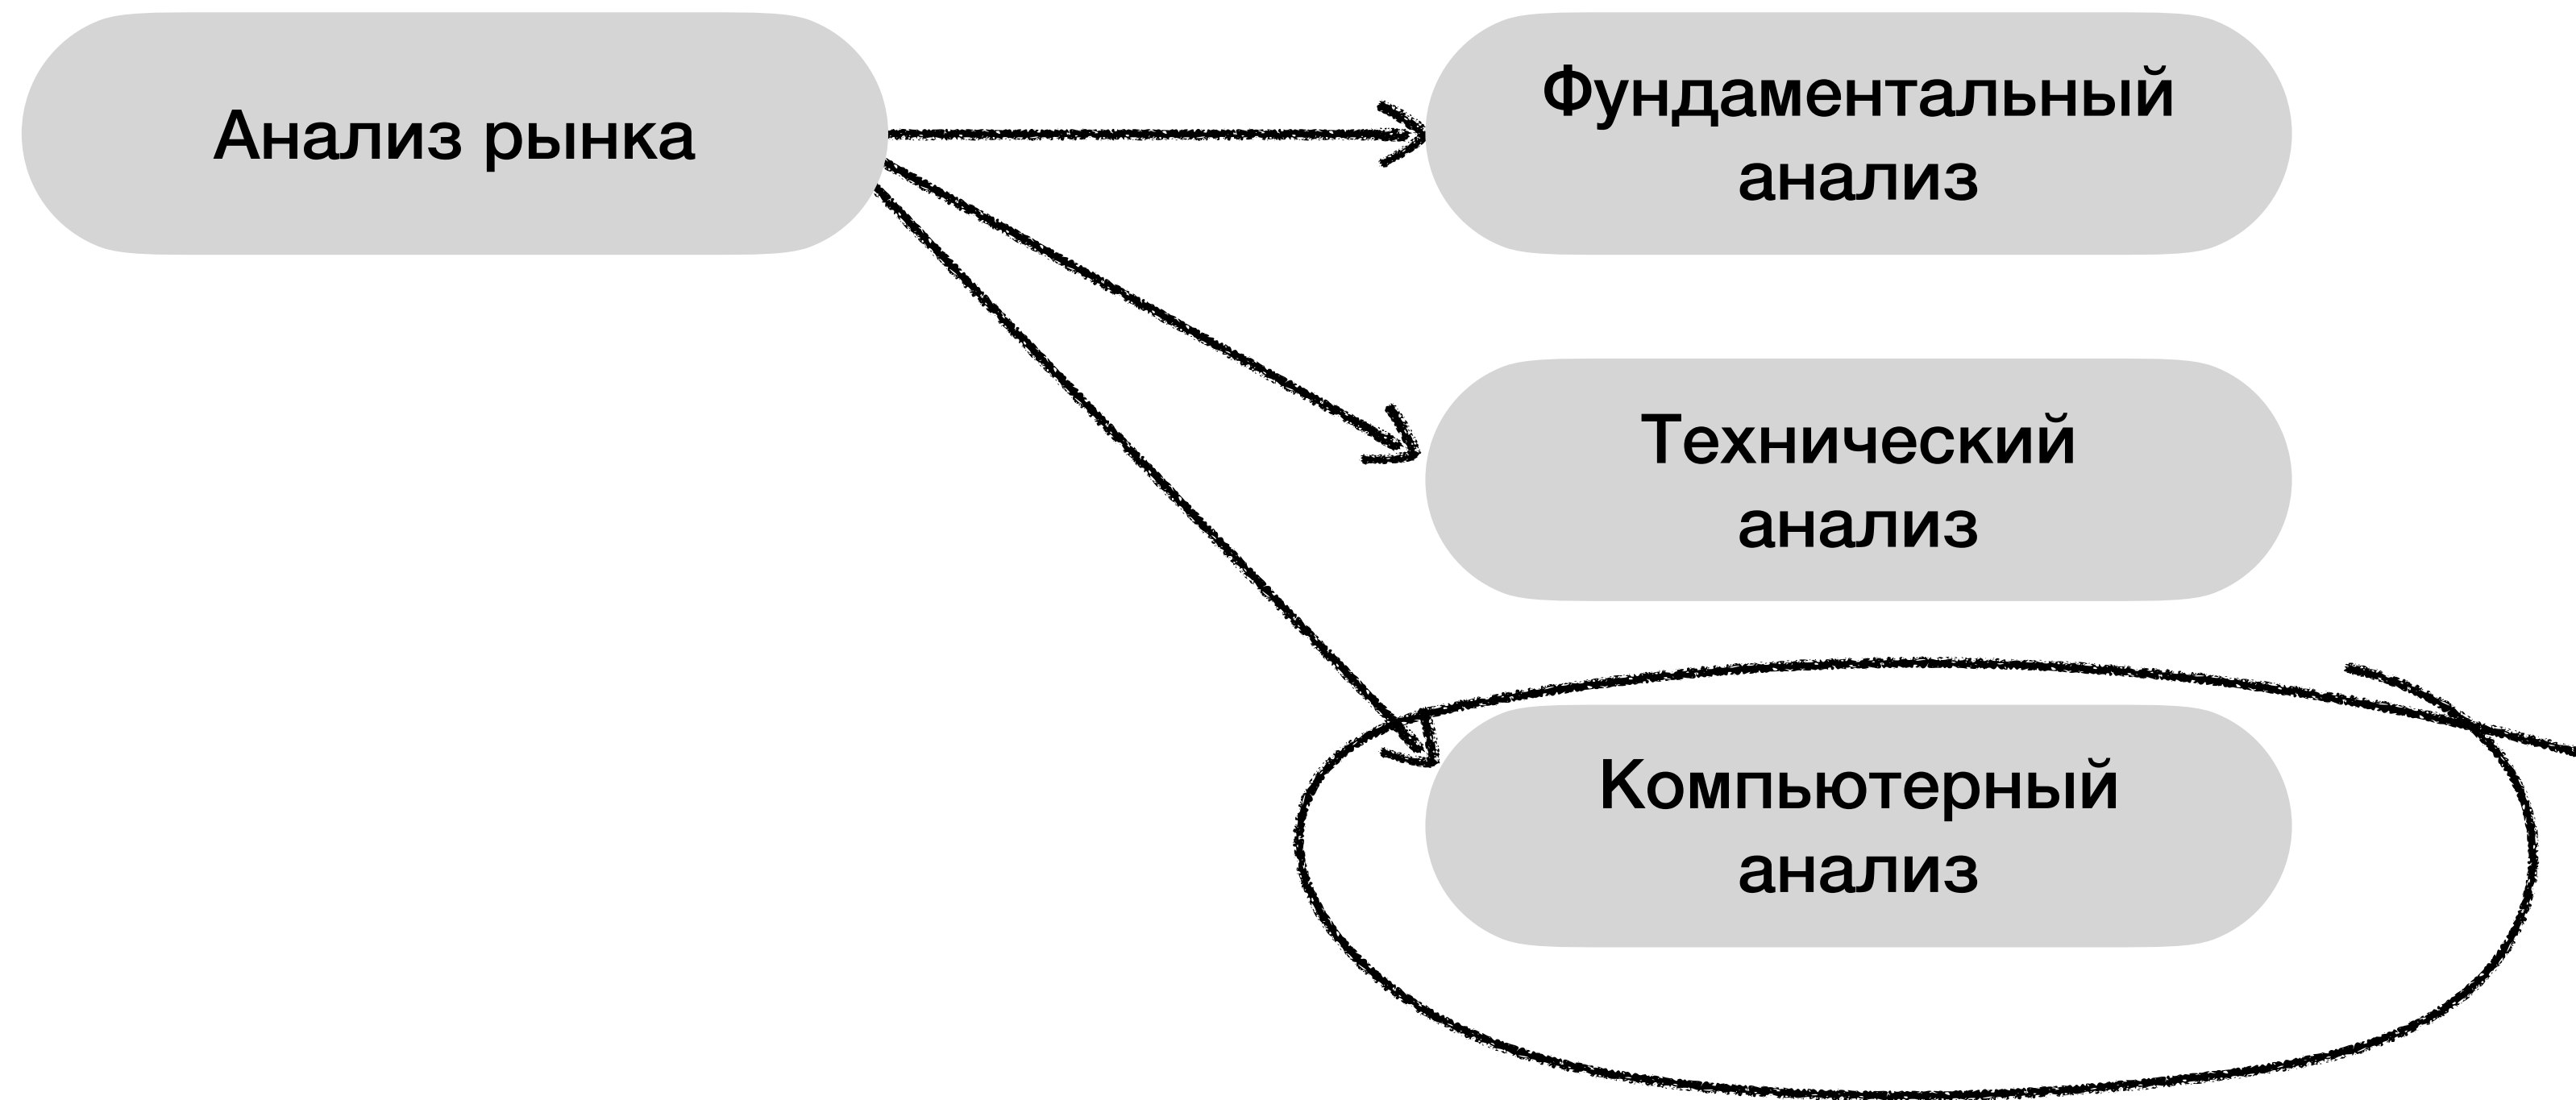 Анализ рынка
Фундаментальный
анализ
Технический
анализ
Компьютерный
анализ